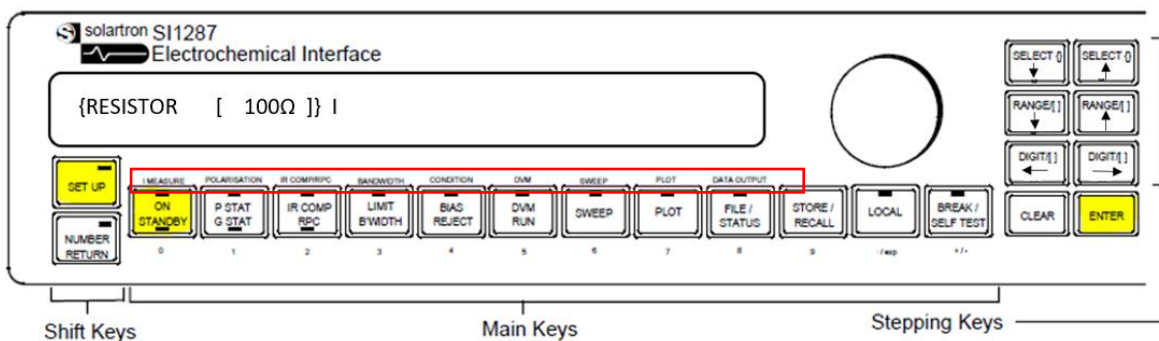 solartron SI1287
Electrochemical Interface
{RESISTOR [ 100Ω ]} I
SELECT {} SELECT {}
RANGE/[ ] RANGE/[ ]
DIGIT/[ ] DIGIT/[ ]
I MEASURE POLARISATION IR COMP/RPC BANDWIDTH CONDITION DVM SWEEP PLOT DATA OUTPUT
SET UP
ON STANDBY
P STAT G STAT
IR COMP RPC
LIMIT B'WIDTH
BIAS REJECT
DVM RUN
SWEEP
PLOT
FILE / STATUS
STORE / RECALL
LOCAL
BREAK / SELF TEST
CLEAR
ENTER
NUMBER RETURN
0 1 2 3 4 5 6 7 8 9 -/exp +/-
Shift Keys
Main Keys
Stepping Keys